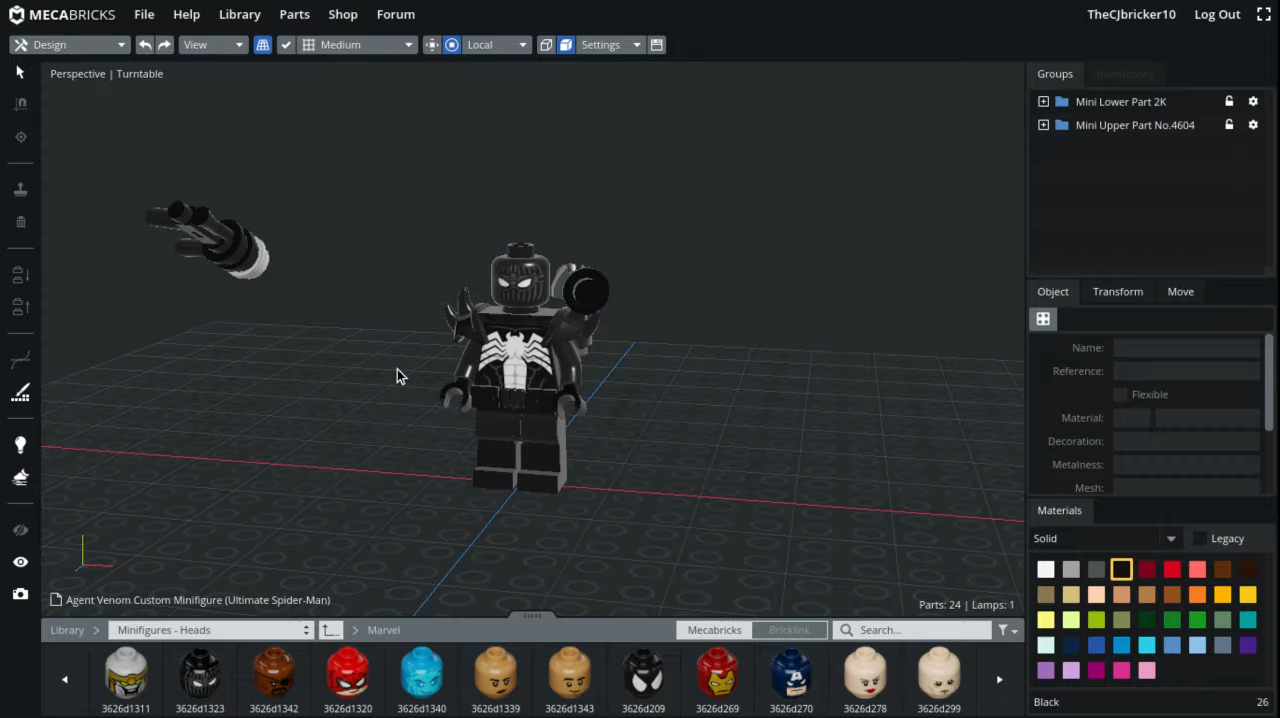 MECABRICKS File Help Library Parts Shop Forum TheCJbricker10 Log Out
Design View Medium Local Settings
Perspective | Turntable
Groups Instructions
Mini Lower Part 2K
Mini Upper Part No.4604
Object Transform Move
Name:
Reference:
Flexible
Material:
Decoration:
Metalness:
Mesh:
Materials
Solid Legacy
Agent Venom Custom Minifigure (Ultimate Spider-Man) Parts: 24 | Lamps: 1
Library Minifigures - Heads Marvel Mecabricks Bricklink Search...
3626d1311 3626d1323 3626d1342 3626d1320 3626d1340 3626d1339 3626d1343 3626d209 3626d269 3626d270 3626d278 3626d299
Black 26